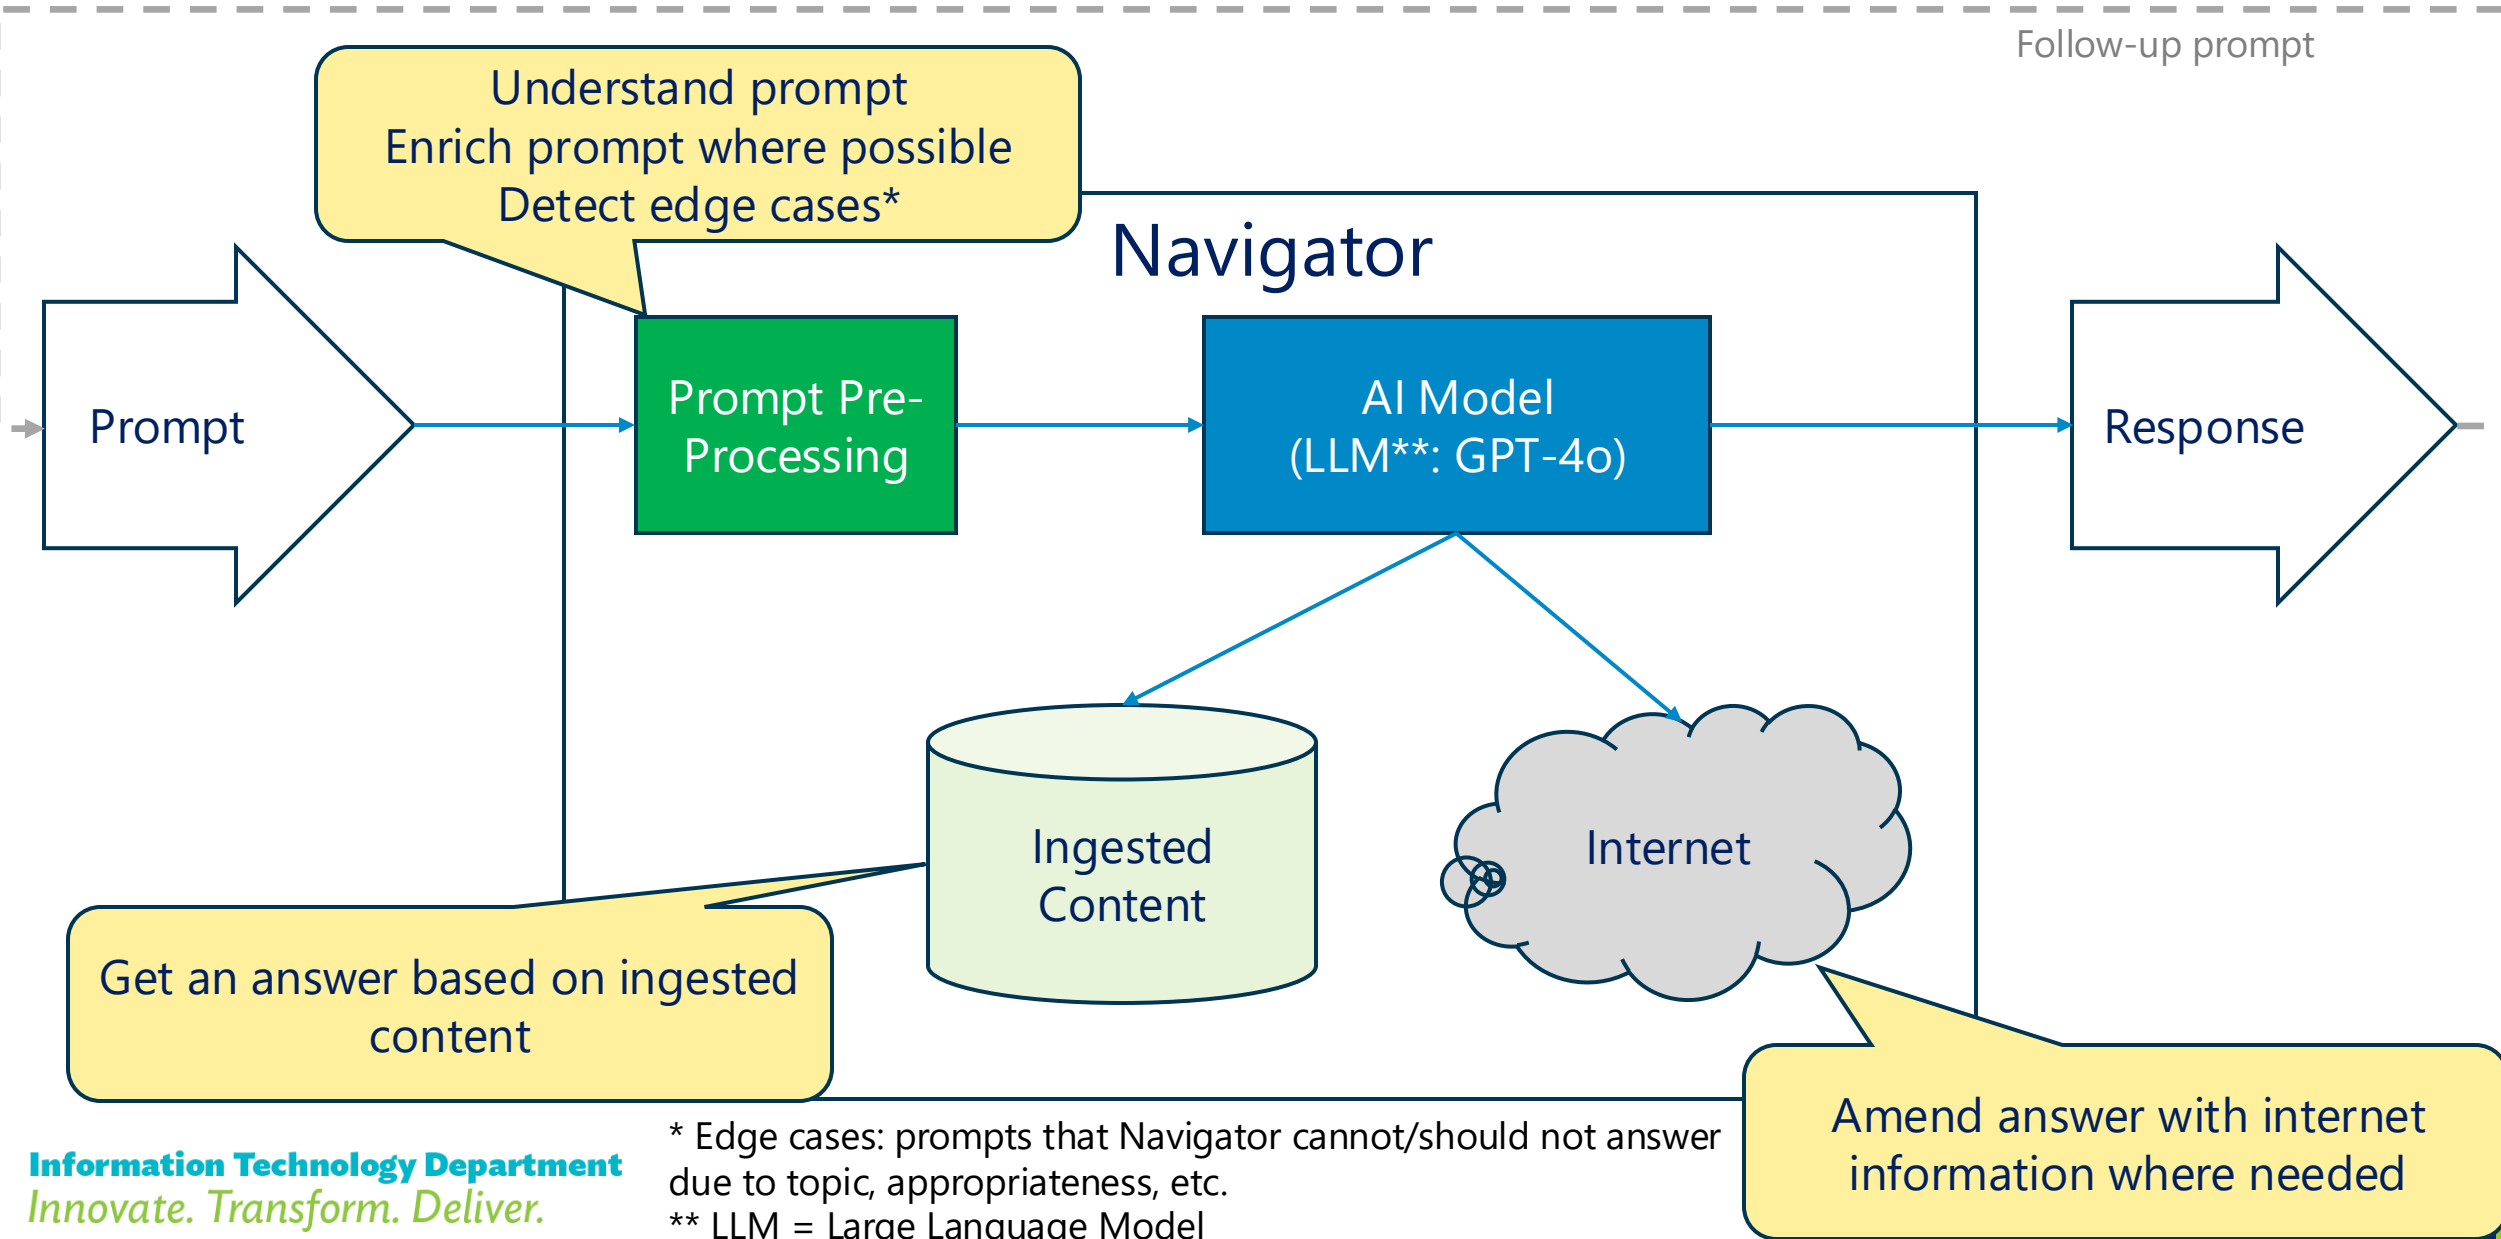 Follow-up prompt
Understand prompt
Enrich prompt where possible
Detect edge cases*
Navigator
Prompt
Prompt Pre-
Processing
AI Model
(LLM**: GPT-4o)
Response
Ingested
Content
Internet
Get an answer based on ingested
content
Amend answer with internet
information where needed
* Edge cases: prompts that Navigator cannot/should not answer
due to topic, appropriateness, etc.
** LLM = Large Language Model
Information Technology Department
Innovate. Transform. Deliver.